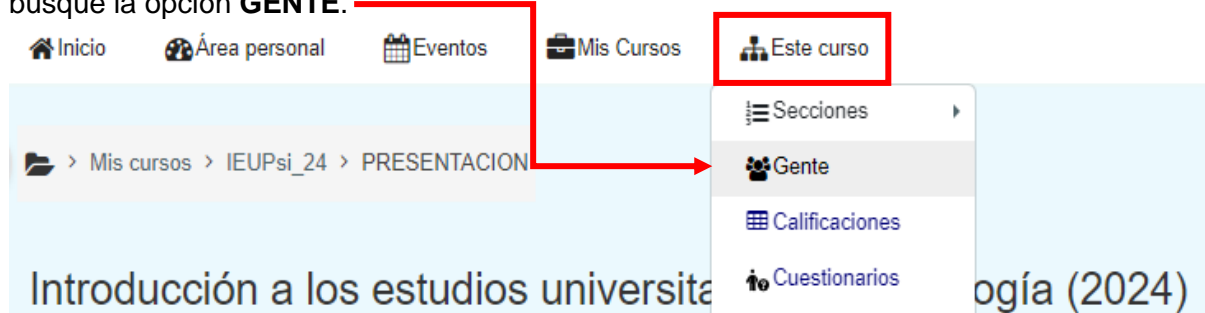 busque la opción GENTE.
Inicio Área personal Eventos Mis Cursos Este curso
Secciones
> Mis cursos > IEUPsi_24 > PRESENTACION
Gente
Calificaciones
Cuestionarios
Introducción a los estudios universita ogía (2024)